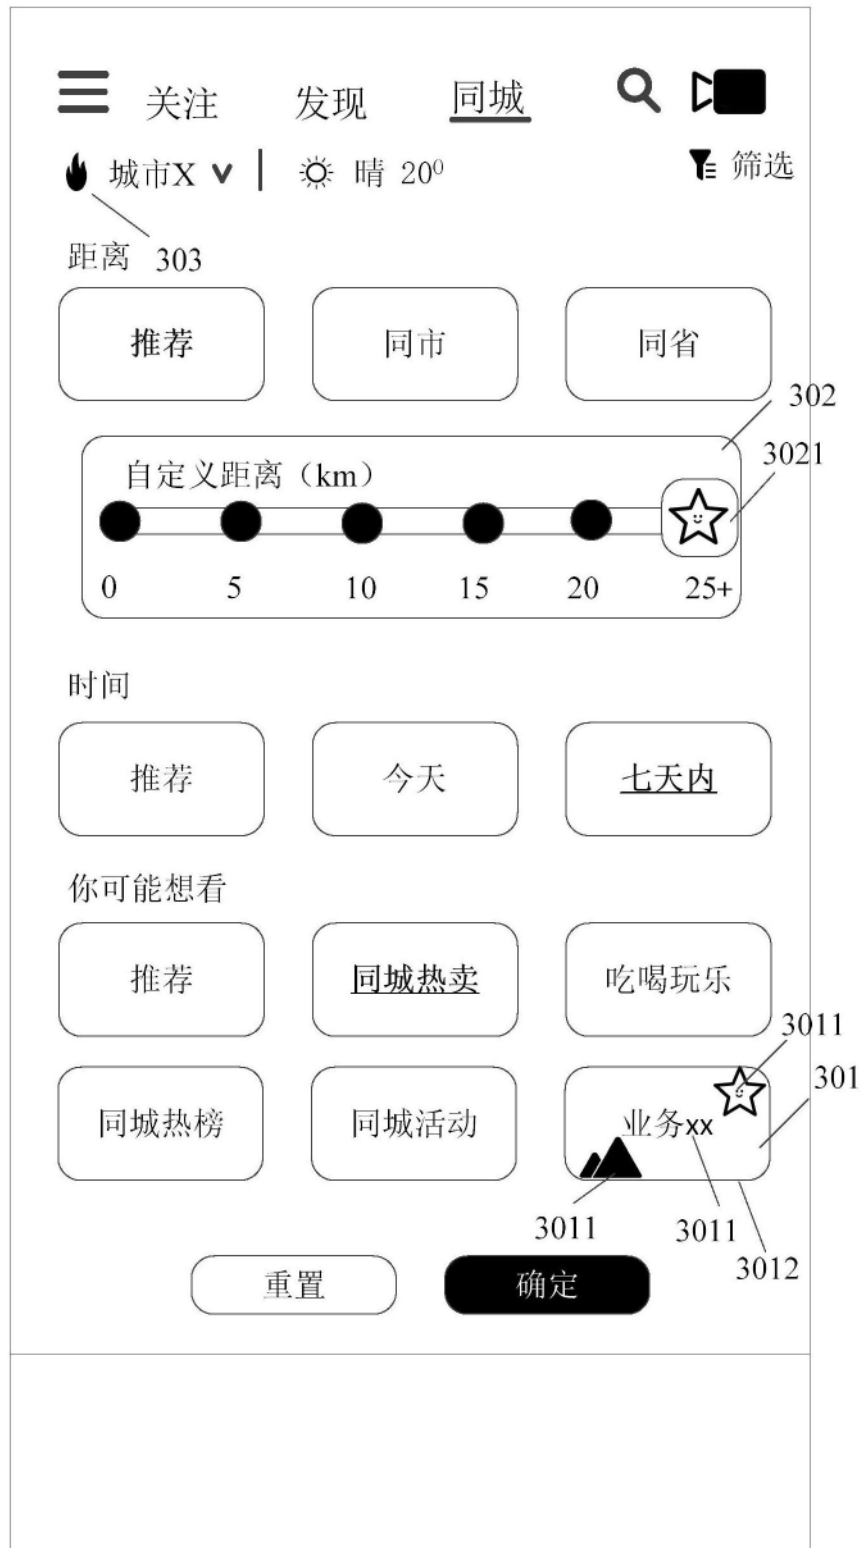 关注 发现 同城
城市X 晴 20⁰ 筛选
距离 303
推荐 同市 同省
302
自定义距离（km） 3021
0 5 10 15 20 25+
时间
推荐 今天 七天内
你可能想看
推荐 同城热卖 吃喝玩乐
3011
301
同城热榜 同城活动 业务xx
3011 3011
3012
重置 确定